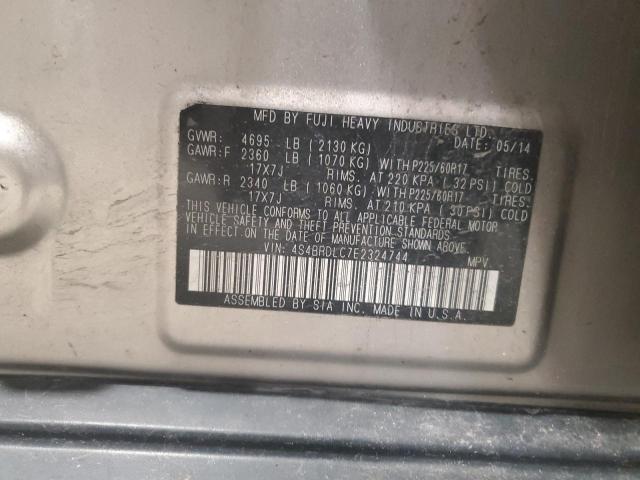 MFD BY FUJI HEAVY INDUSTRIES LTD.
GVWR: 4695 LB ( 2130 KG) DATE: 05/14
GAWR:F 2360 LB ( 1070 KG) WITH P225/60R17 TIRES.
17X7J RIMS. AT 220 KPA ( 32 PSI) COLD
GAWR:R 2340 LB ( 1060 KG) WITH P225/60R17 TIRES.
17X7J RIMS. AT 210 KPA ( 30 PSI) COLD
THIS VEHICLE CONFORMS TO ALL APPLICABLE FEDERAL MOTOR
VEHICLE SAFETY AND THEFT PREVENTION STANDARDS
IN EFFECT ON THE DATE OF MANUFACTURE SHOWN ABOVE.
VIN: 4S4BRDLC7E2324744 MPV
ASSEMBLED BY SIA INC. MADE IN U.S.A.